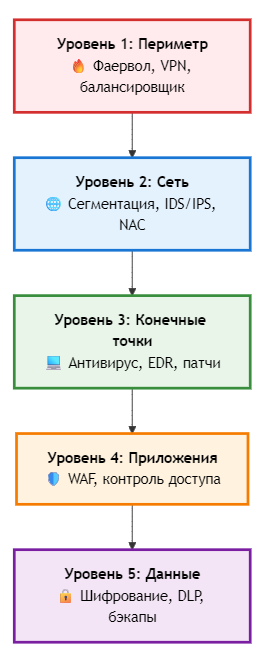 Уровень 1: Периметр
🔥 Фаервол, VPN,
балансировщик
Уровень 2: Сеть
🌐 Сегментация, IDS/IPS,
NAC
Уровень 3: Конечные
точки
💻 Антивирус, EDR, патчи
Уровень 4: Приложения
🛡️ WAF, контроль доступа
Уровень 5: Данные
🔒 Шифрование, DLP,
бэкапы